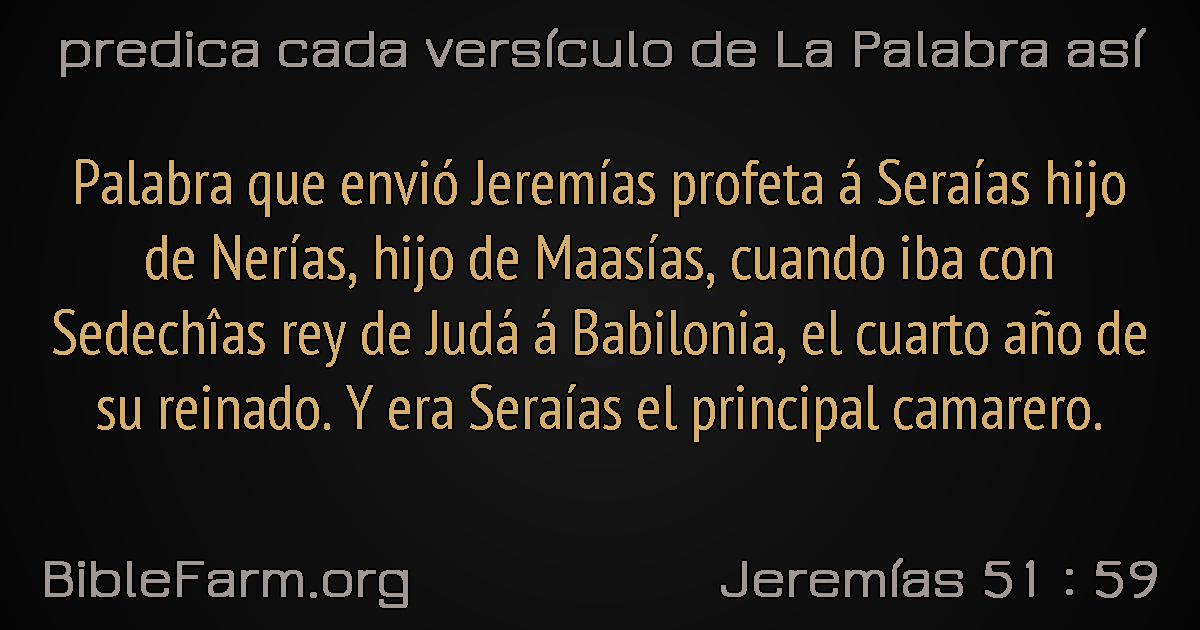 predica cada versículo de La Palabra así
Palabra que envió Jeremías profeta á Seraías hijo
de Nerías, hijo de Maasías, cuando iba con
Sedechîas rey de Judá á Babilonia, el cuarto año de
su reinado. Y era Seraías el principal camarero.
BibleFarm.org
Jeremías 51 : 59